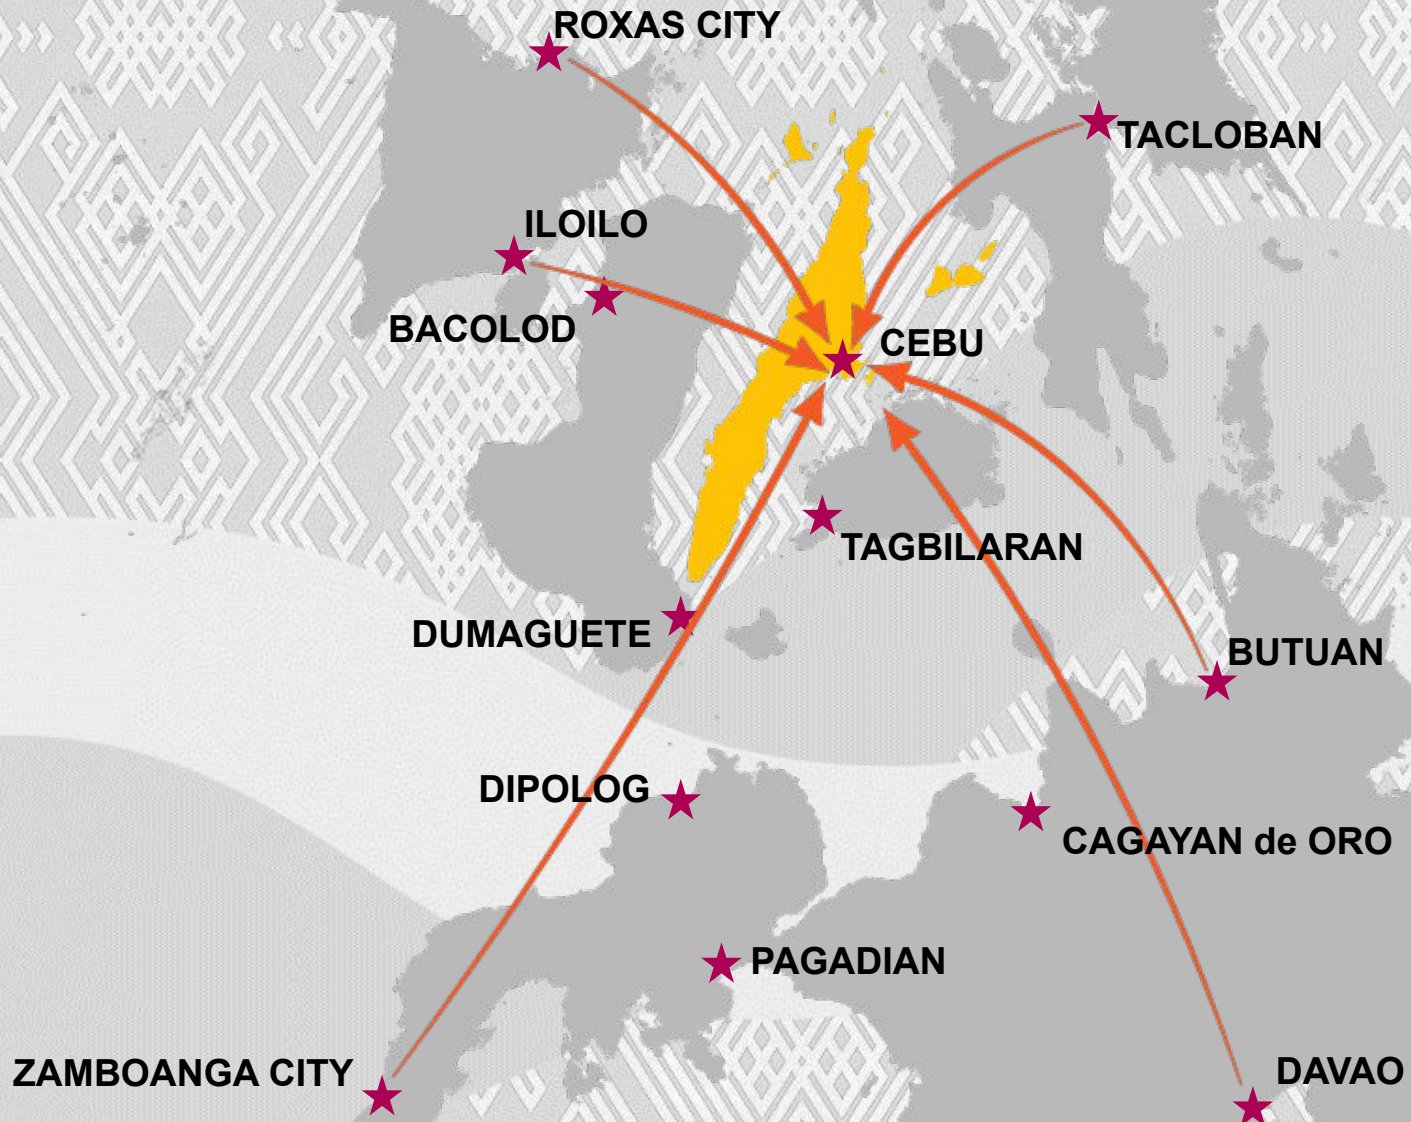 ROXAS CITY
TACLOBAN
ILOILO
BACOLOD
CEBU
TAGBILARAN
DUMAGUETE
BUTUAN
DIPOLOG
CAGAYAN de ORO
PAGADIAN
ZAMBOANGA CITY
DAVAO